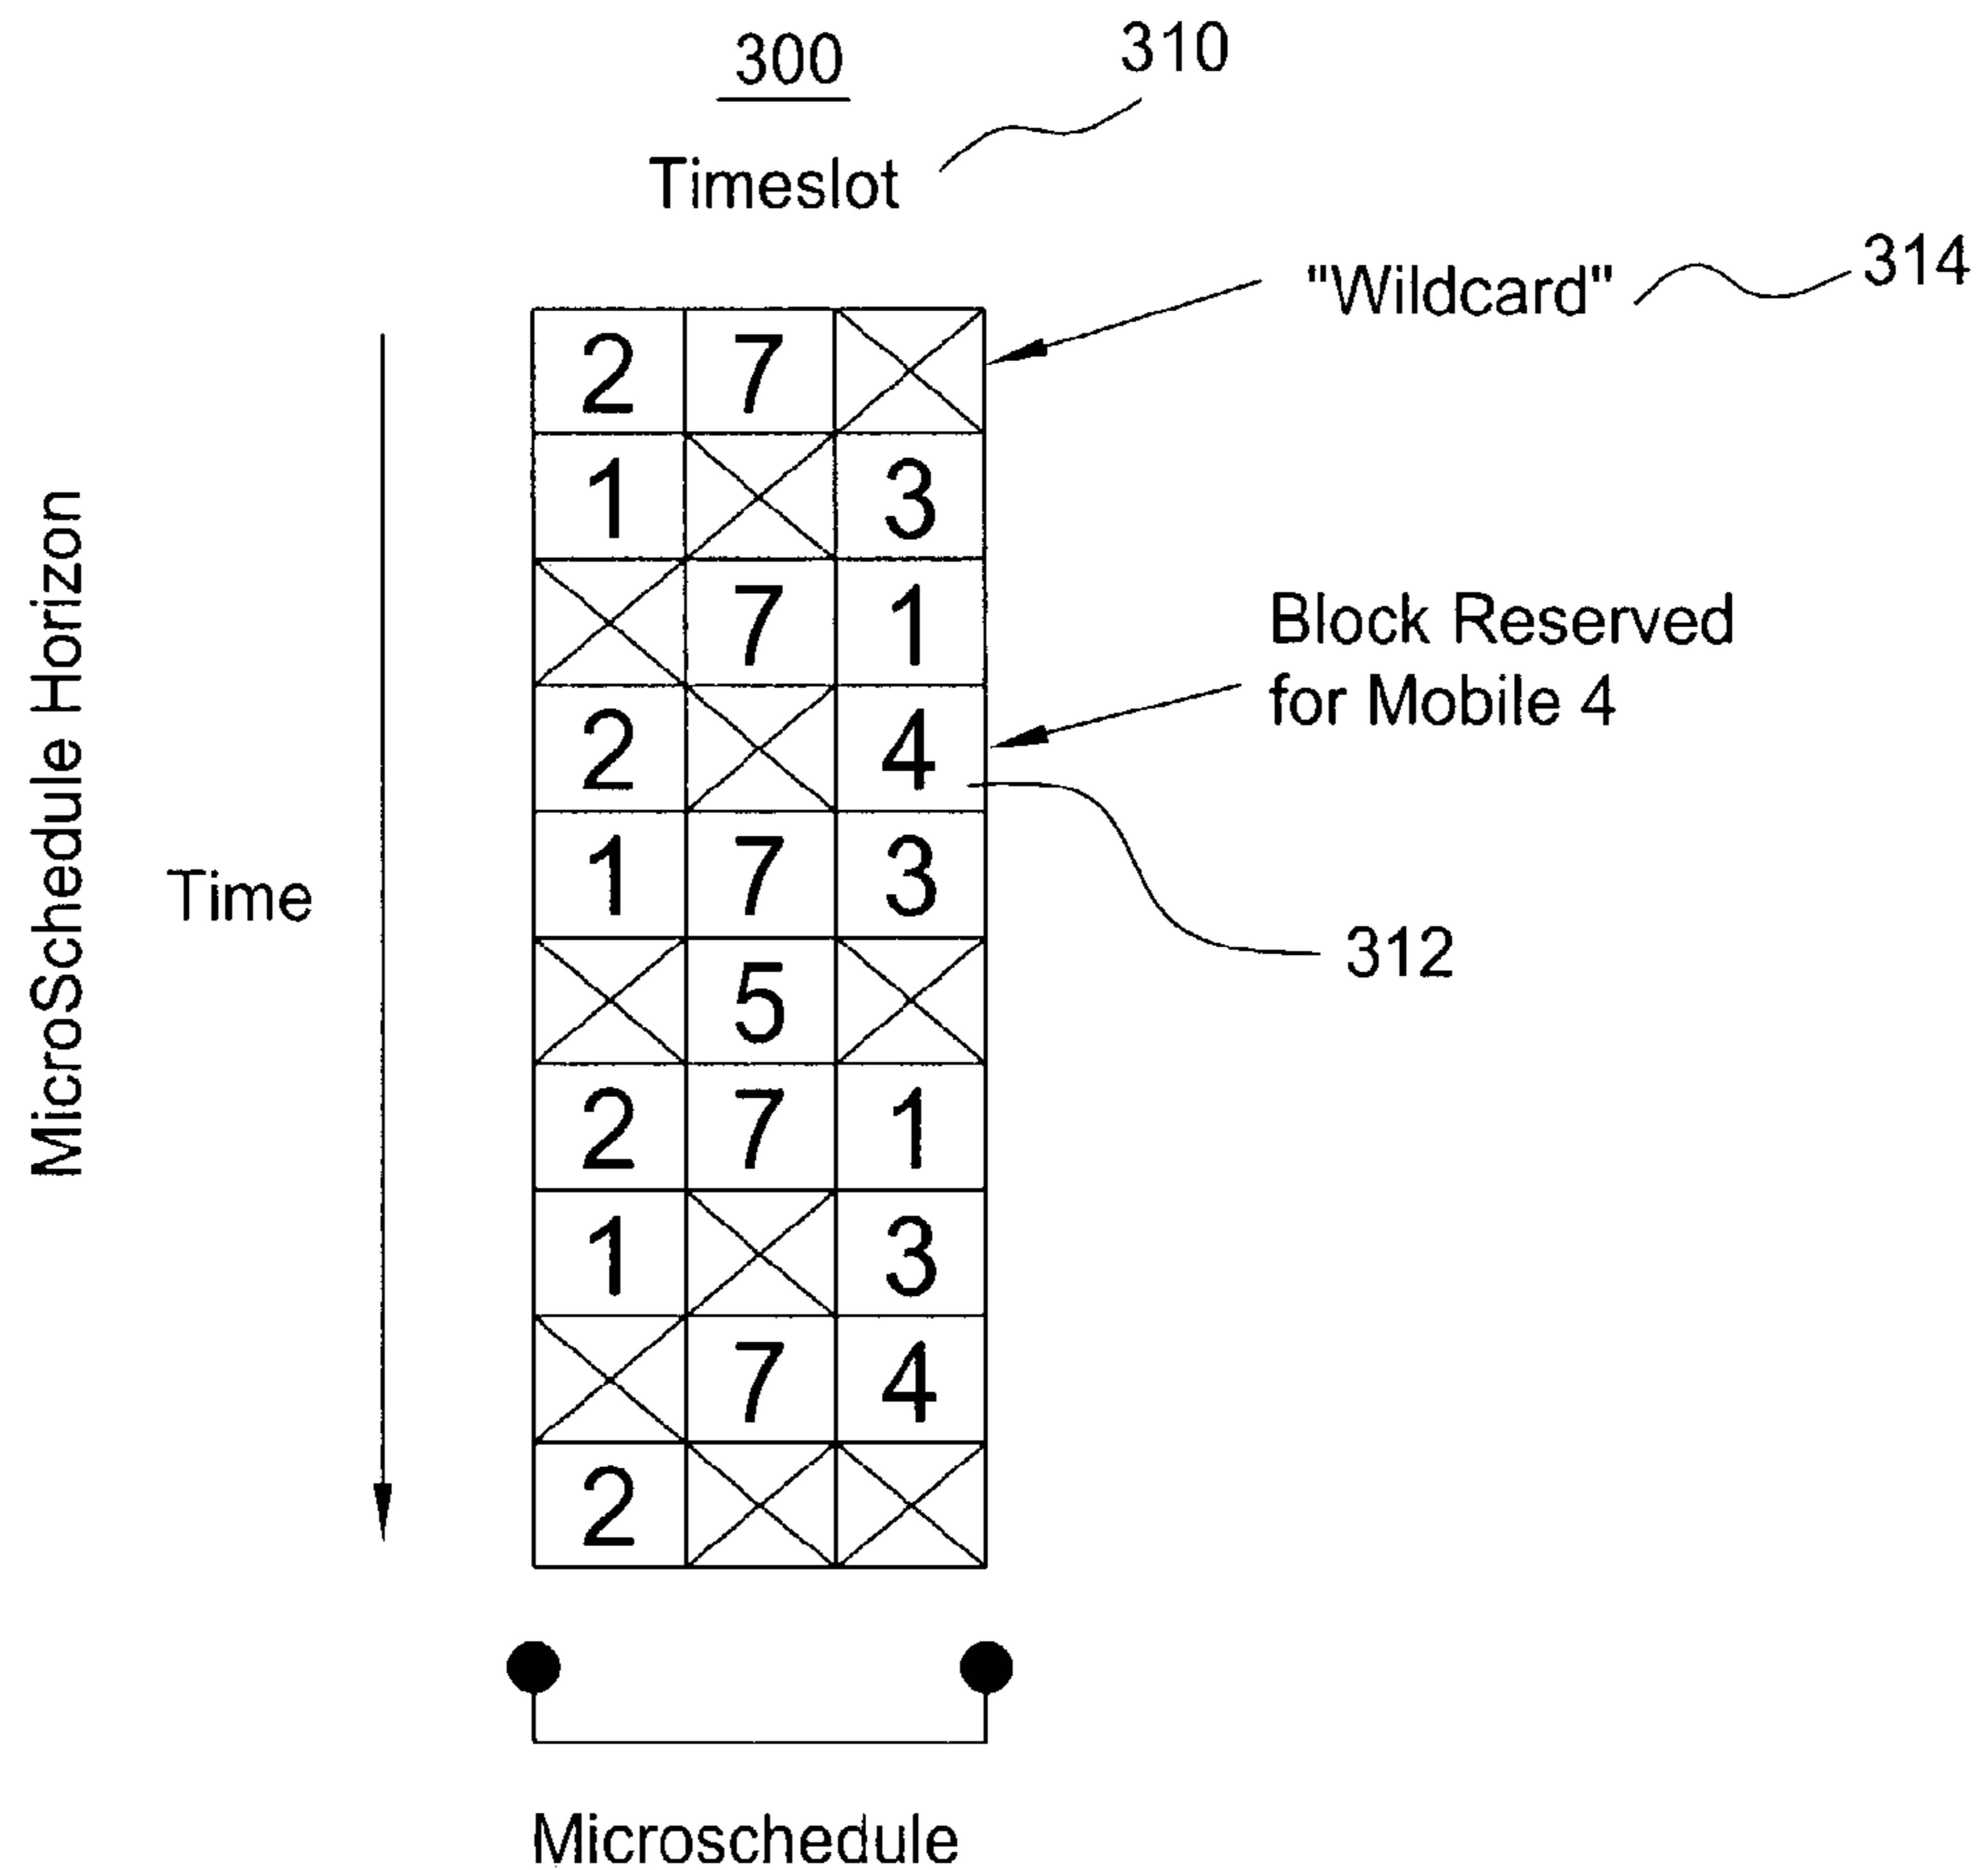 300
310
Timeslot
"Wildcard"
314
2 7
1 3
7 1
Block Reserved
for Mobile 4
2 4
1 7 3
312
5
2 7 1
1 3
7 4
2
MicroSchedule Horizon
Time
Microschedule